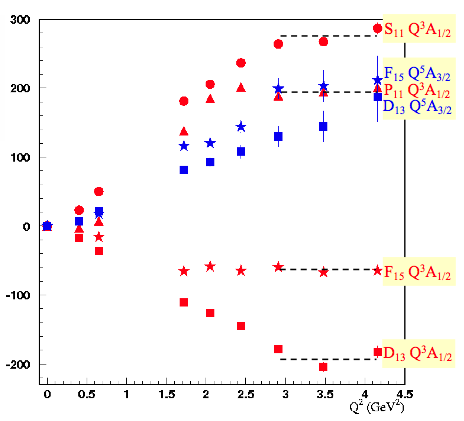 300
S₁₁ Q³A₁/₂
F₁₅ Q⁵A₃/₂
200
P₁₁ Q³A₁/₂
D₁₃ Q⁵A₃/₂
100
0
F₁₅ Q³A₁/₂
-100
D₁₃ Q³A₁/₂
-200
0 0.5 1 1.5 2 2.5 3 3.5 4 4.5
Q² (GeV²)